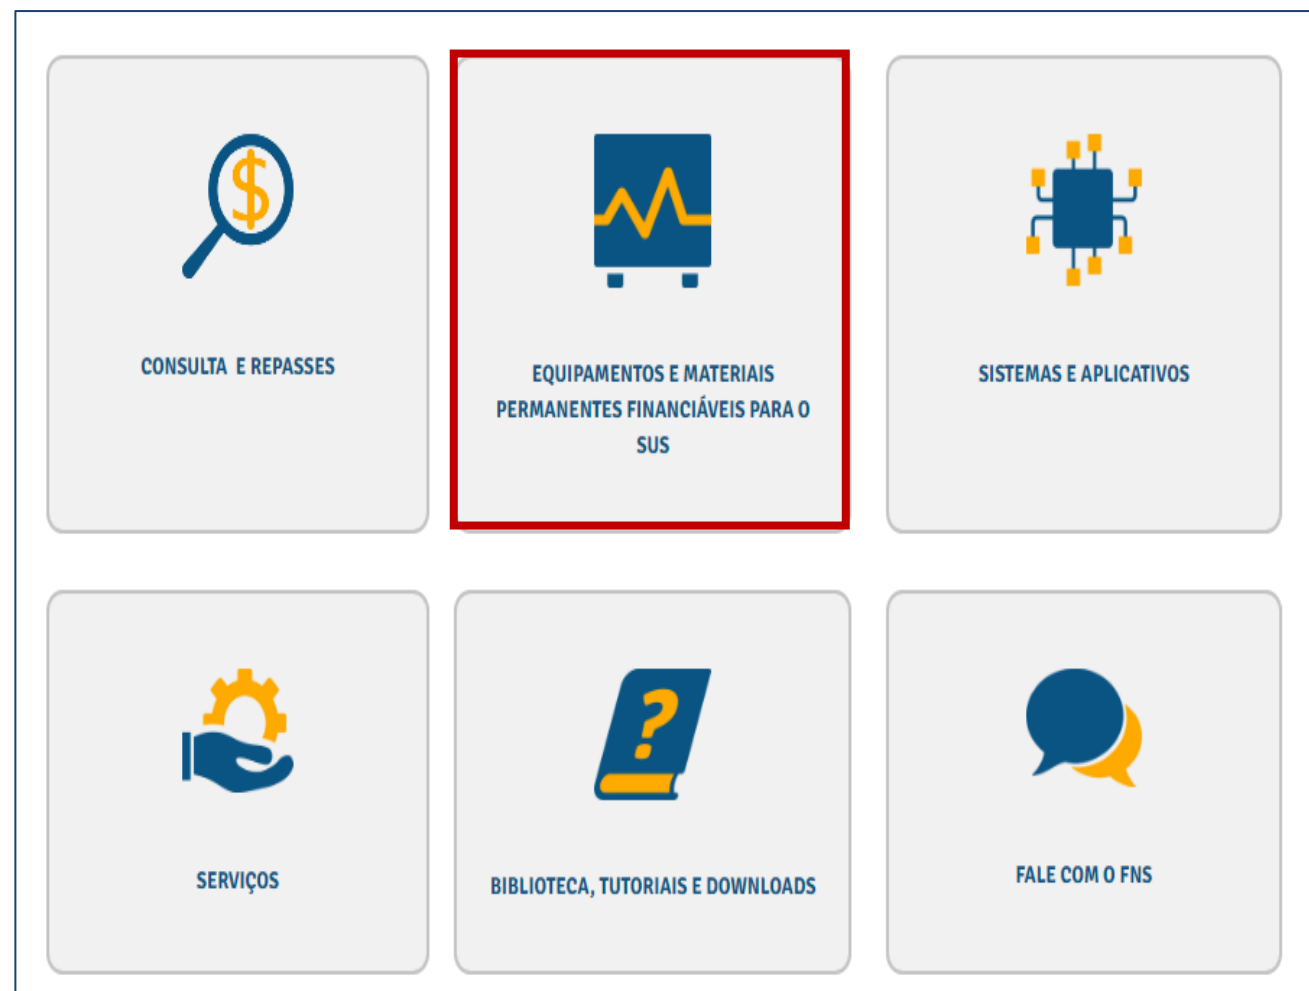 CONSULTA E REPASSES
EQUIPAMENTOS E MATERIAIS
PERMANENTES FINANCIÁVEIS PARA O
SUS
SISTEMAS E APLICATIVOS
SERVIÇOS
BIBLIOTECA, TUTORIAIS E DOWNLOADS
FALE COM O FNS